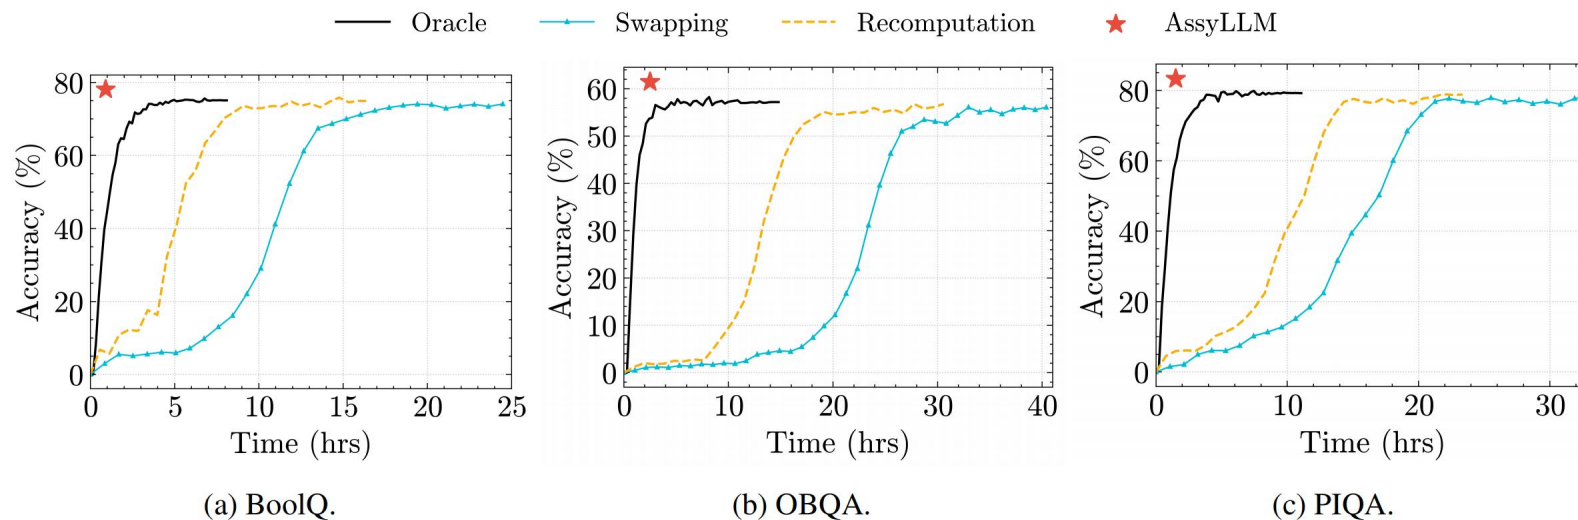 Oracle Swapping Recomputation AssyLLM
Accuracy (%)
80
60
40
20
0
0 5 10 15 20 25
Time (hrs)
(a) BoolQ.
Accuracy (%)
60
50
40
30
20
10
0
0 10 20 30 40
Time (hrs)
(b) OBQA.
Accuracy (%)
80
60
40
20
0
0 10 20 30
Time (hrs)
(c) PIQA.